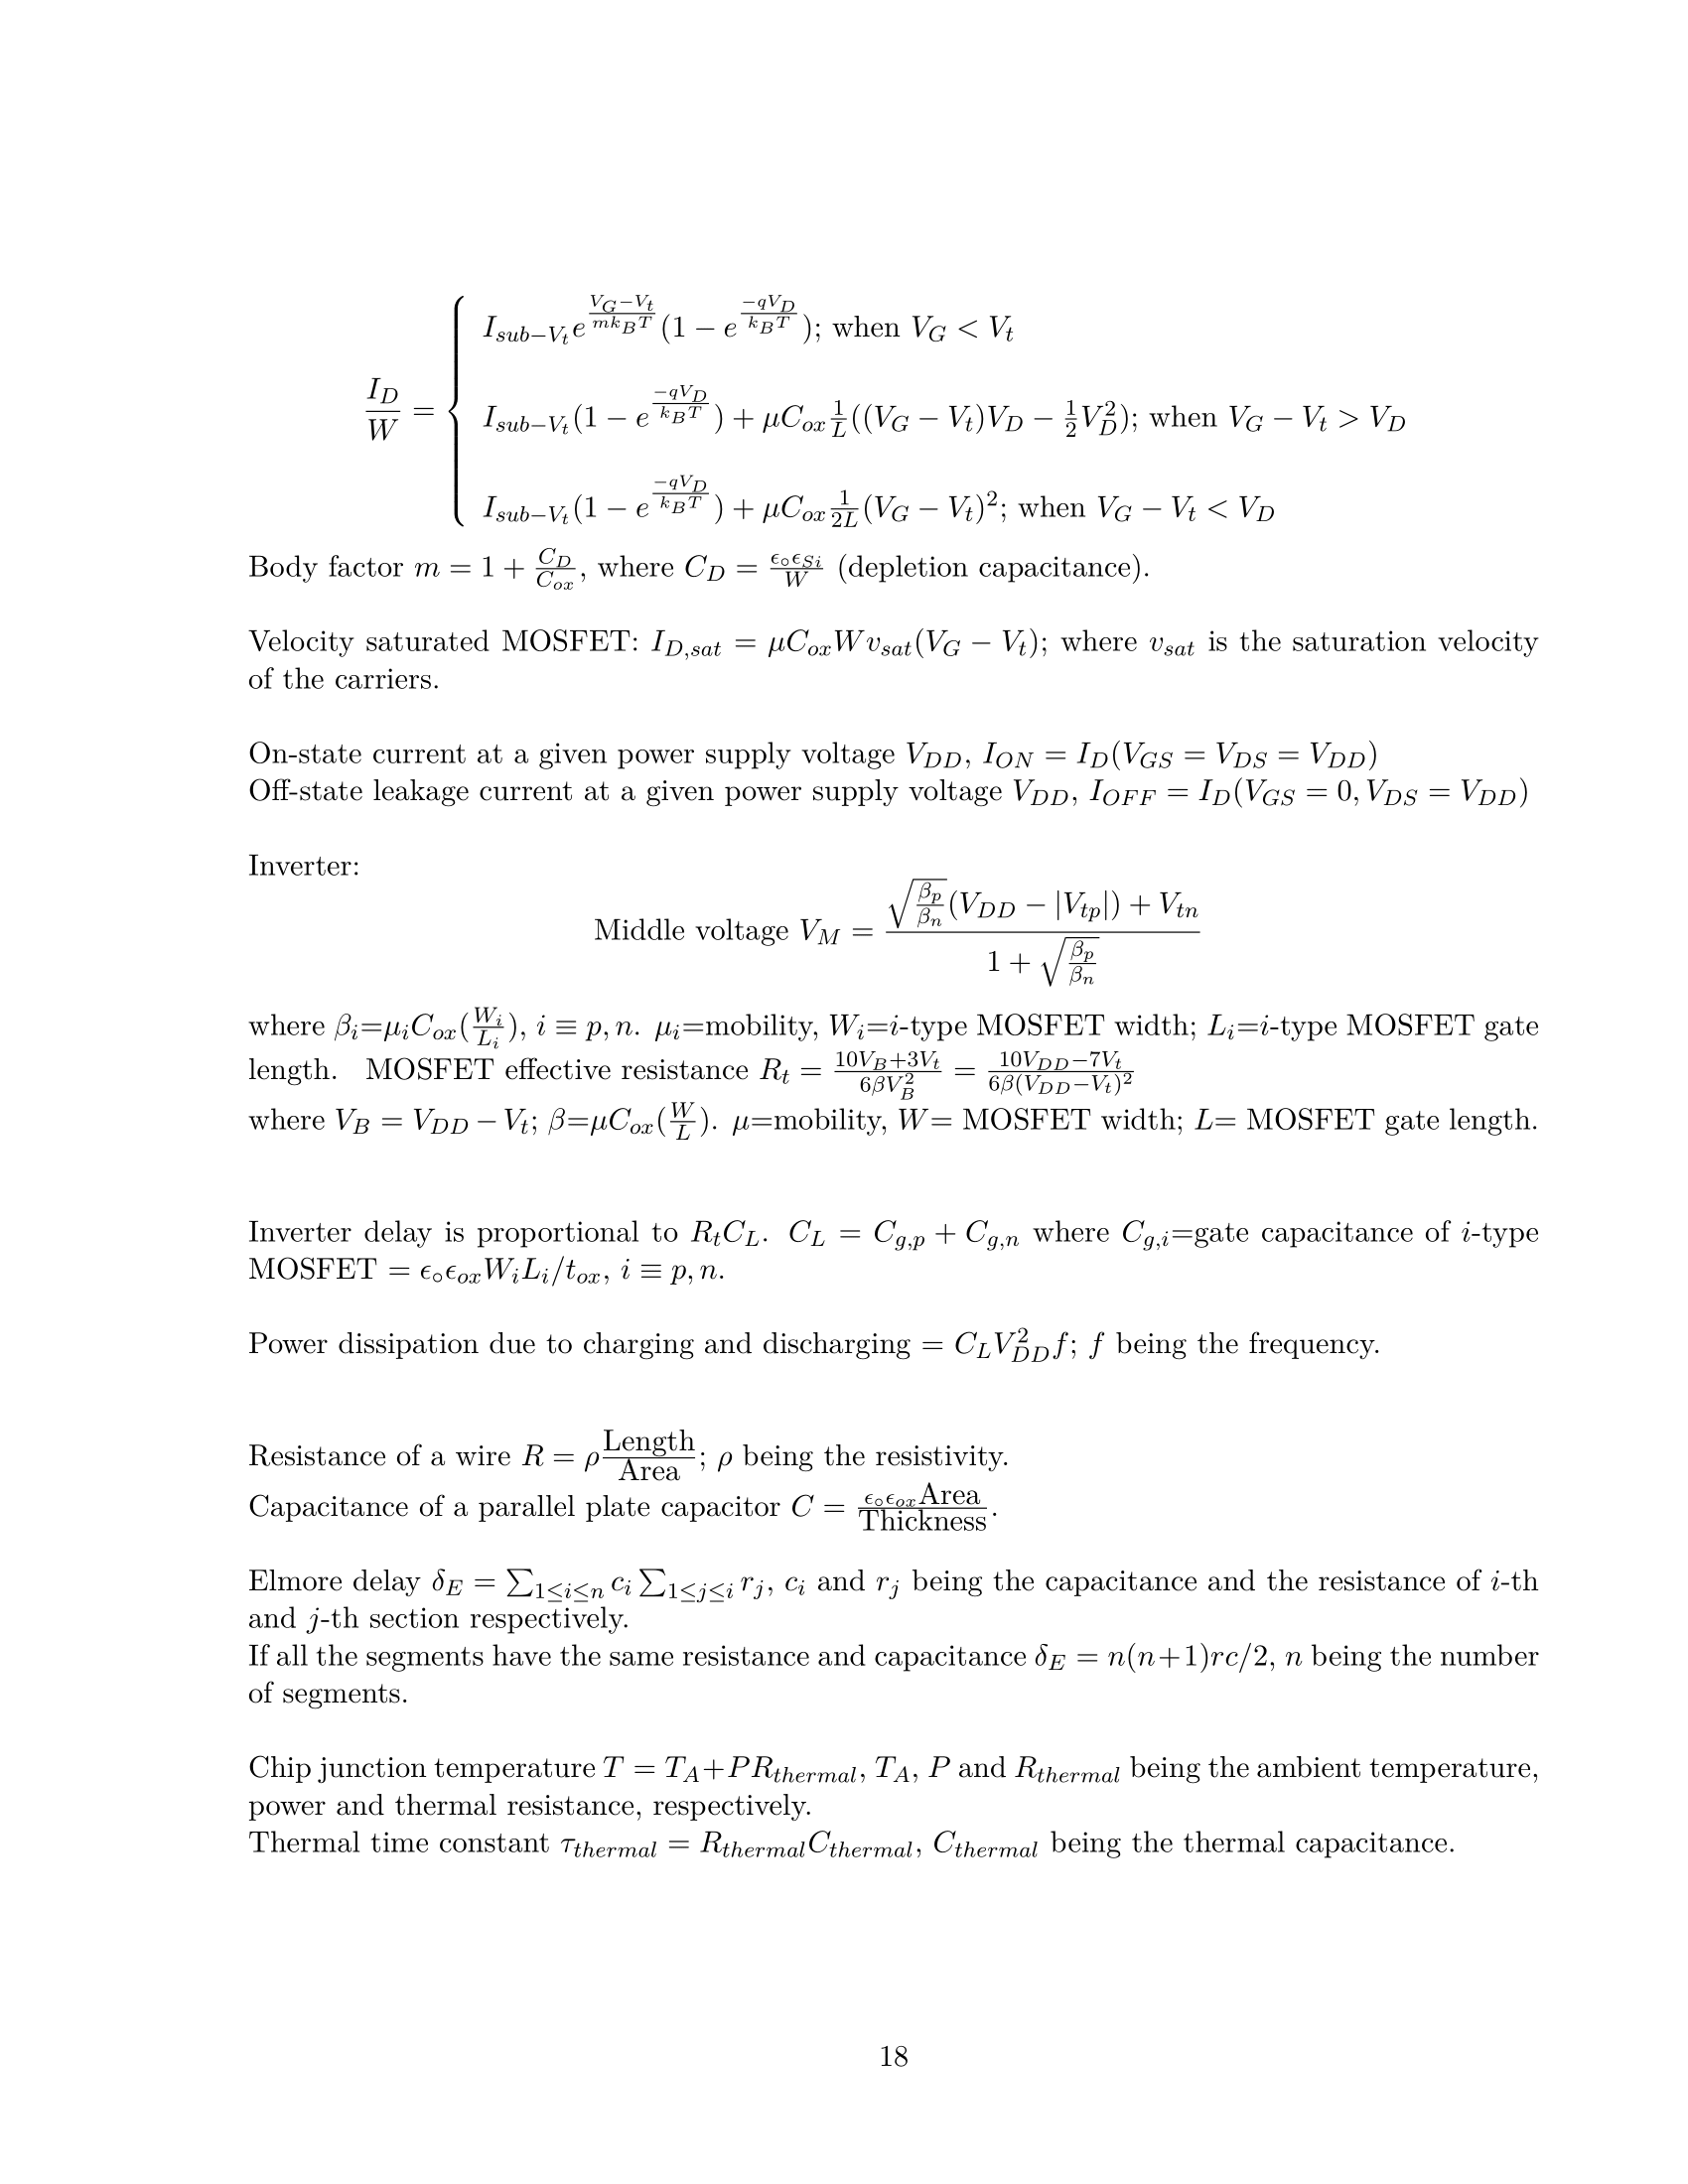 $\frac{I_D}{W} = \begin{cases} I_{sub-V_t} e^{\frac{V_G - V_t}{m k_B T}} (1 - e^{\frac{-qV_D}{k_B T}}); \text{ when } V_G < V_t \\ I_{sub-V_t} (1 - e^{\frac{-qV_D}{k_B T}}) + \mu C_{ox} \frac{1}{L} ((V_G - V_t)V_D - \frac{1}{2} V_D^2); \text{ when } V_G - V_t > V_D \\ I_{sub-V_t} (1 - e^{\frac{-qV_D}{k_B T}}) + \mu C_{ox} \frac{1}{2L} (V_G - V_t)^2; \text{ when } V_G - V_t < V_D \end{cases}$
Body factor $m = 1 + \frac{C_D}{C_{ox}}$, where $C_D = \frac{\epsilon_\circ \epsilon_{Si}}{W}$ (depletion capacitance).
Velocity saturated MOSFET: $I_{D,sat} = \mu C_{ox} W v_{sat} (V_G - V_t)$; where $v_{sat}$ is the saturation velocity
of the carriers.
On-state current at a given power supply voltage $V_{DD}$, $I_{ON} = I_D(V_{GS} = V_{DS} = V_{DD})$
Off-state leakage current at a given power supply voltage $V_{DD}$, $I_{OFF} = I_D(V_{GS} = 0, V_{DS} = V_{DD})$
Inverter:
Middle voltage $V_M = \frac{\sqrt{\frac{\beta_p}{\beta_n}} (V_{DD} - |V_{tp}|) + V_{tn}}{1 + \sqrt{\frac{\beta_p}{\beta_n}}}$
where $\beta_i$=$\mu_i C_{ox} (\frac{W_i}{L_i})$, $i \equiv p, n$. $\mu_i$=mobility, $W_i$=$i$-type MOSFET width; $L_i$=$i$-type MOSFET gate
length. MOSFET effective resistance $R_t = \frac{10V_B + 3V_t}{6\beta V_B^2} = \frac{10V_{DD} - 7V_t}{6\beta (V_{DD} - V_t)^2}$
where $V_B = V_{DD} - V_t$; $\beta$=$\mu C_{ox} (\frac{W}{L})$. $\mu$=mobility, $W$= MOSFET width; $L$= MOSFET gate length.
Inverter delay is proportional to $R_t C_L$. $C_L = C_{g,p} + C_{g,n}$ where $C_{g,i}$=gate capacitance of $i$-type
MOSFET = $\epsilon_\circ \epsilon_{ox} W_i L_i / t_{ox}$, $i \equiv p, n$.
Power dissipation due to charging and discharging = $C_L V_{DD}^2 f$; $f$ being the frequency.
Resistance of a wire $R = \rho \frac{\text{Length}}{\text{Area}}$; $\rho$ being the resistivity.
Capacitance of a parallel plate capacitor $C = \frac{\epsilon_\circ \epsilon_{ox} \text{Area}}{\text{Thickness}}$.
Elmore delay $\delta_E = \sum_{1 \leq i \leq n} c_i \sum_{1 \leq j \leq i} r_j$, $c_i$ and $r_j$ being the capacitance and the resistance of $i$-th
and $j$-th section respectively.
If all the segments have the same resistance and capacitance $\delta_E = n(n+1)rc/2$, $n$ being the number
of segments.
Chip junction temperature $T = T_A + PR_{thermal}$, $T_A$, $P$ and $R_{thermal}$ being the ambient temperature,
power and thermal resistance, respectively.
Thermal time constant $\tau_{thermal} = R_{thermal} C_{thermal}$, $C_{thermal}$ being the thermal capacitance.
18